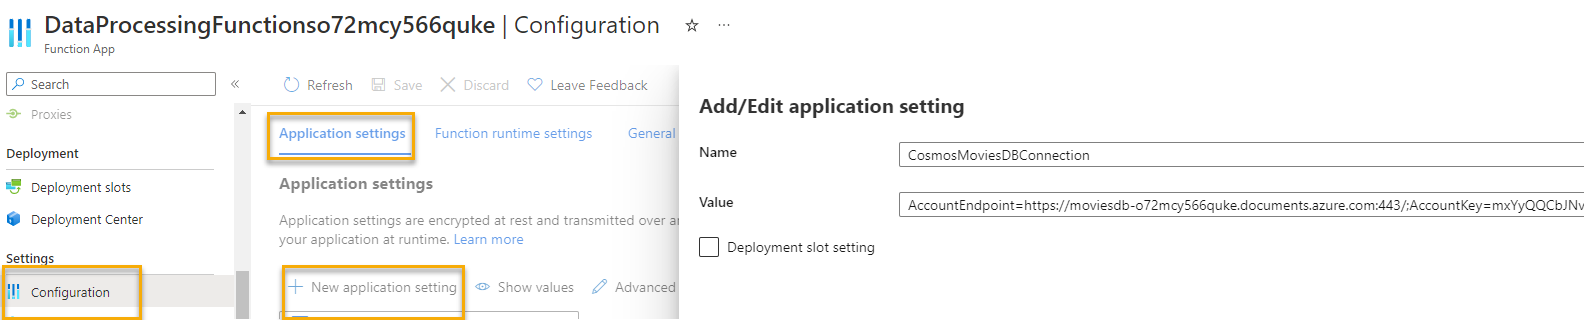 DataProcessingFunctionso72mcy566quke | Configuration
Function App
Search
Proxies
Deployment
Deployment slots
Deployment Center
Settings
Configuration
Refresh
Save
Discard
Leave Feedback
Application settings
Function runtime settings
General
Application settings
Application settings are encrypted at rest and transmitted over an
your application at runtime. Learn more
New application setting
Show values
Advanced
Add/Edit application setting
Name
CosmosMoviesDBConnection
Value
AccountEndpoint=https://moviesdb-o72mcy566quke.documents.azure.com:443/;AccountKey=mxYyQQCbJNv
Deployment slot setting